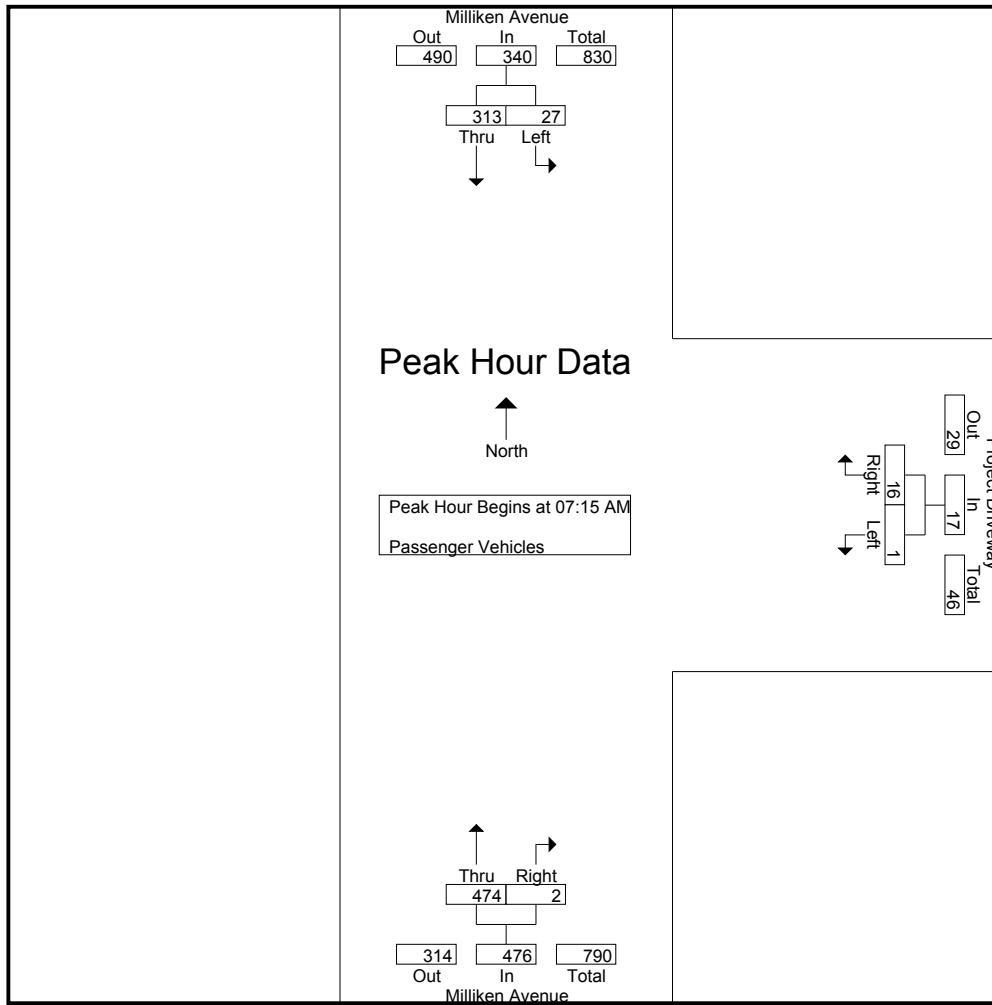 Milliken Avenue
Out In Total
490 340 830
313 27
Thru Left
Peak Hour Data
North
Peak Hour Begins at 07:15 AM
Passenger Vehicles
Project Driveway
Out In Total
29 17 46
16 1
Right Left
Thru Right
474 2
314 476 790
Out In Total
Milliken Avenue